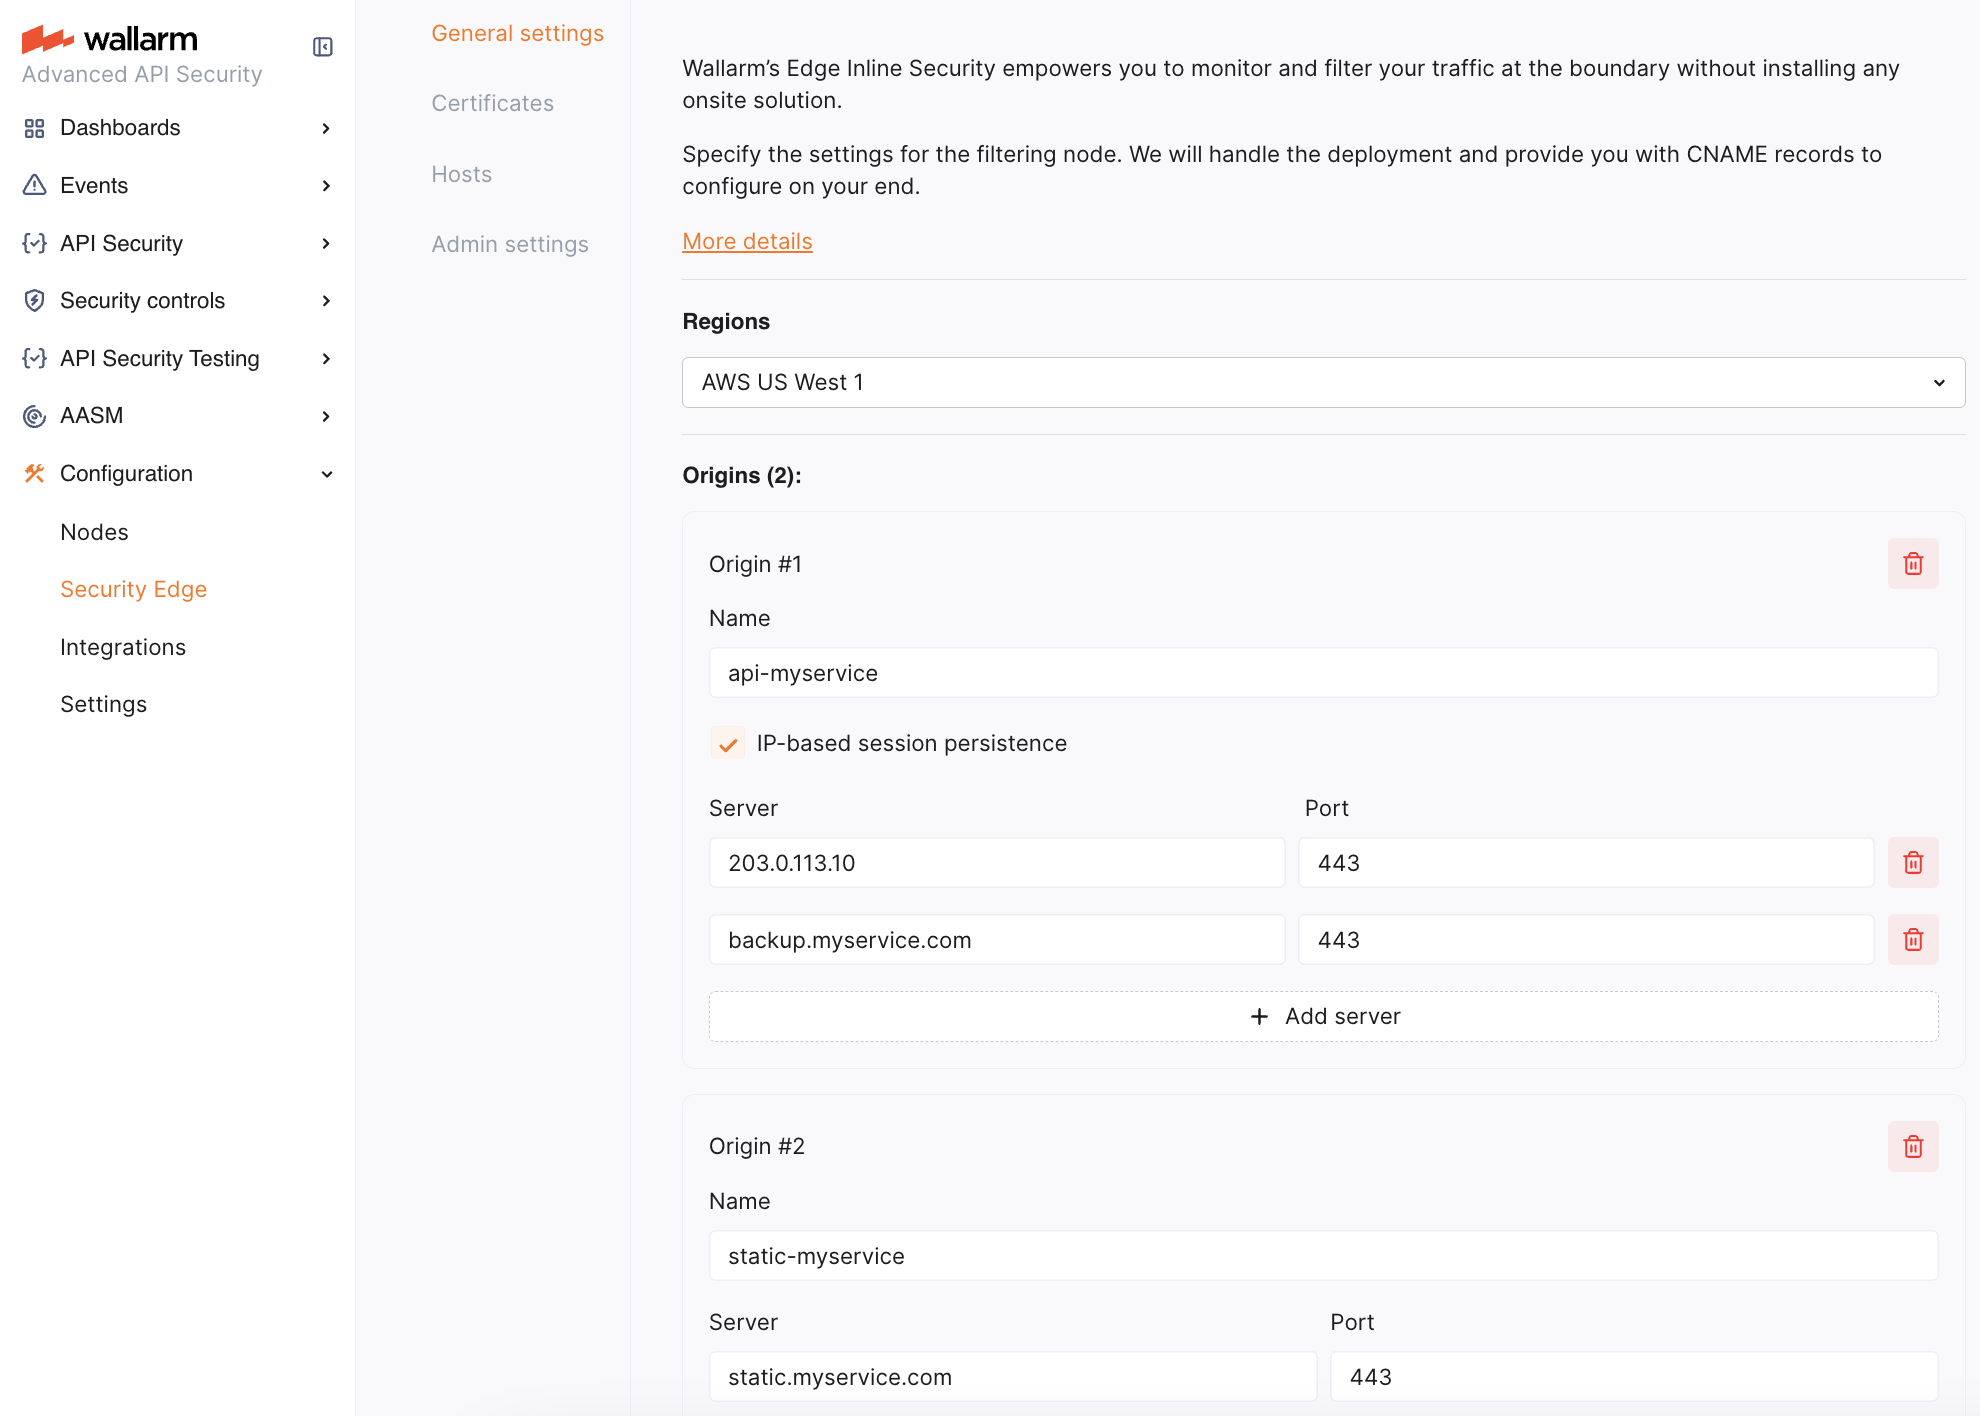 wallarm
Advanced API Security
Dashboards
Events
API Security
Security controls
API Security Testing
AASM
Configuration
Nodes
Security Edge
Integrations
Settings
General settings
Certificates
Hosts
Admin settings
Wallarm’s Edge Inline Security empowers you to monitor and filter your traffic at the boundary without installing any
onsite solution.
Specify the settings for the filtering node. We will handle the deployment and provide you with CNAME records to
configure on your end.
More details
Regions
AWS US West 1
Origins (2):
Origin #1
Name
api-myservice
IP-based session persistence
Server Port
203.0.113.10 443
backup.myservice.com 443
+ Add server
Origin #2
Name
static-myservice
Server Port
static.myservice.com 443